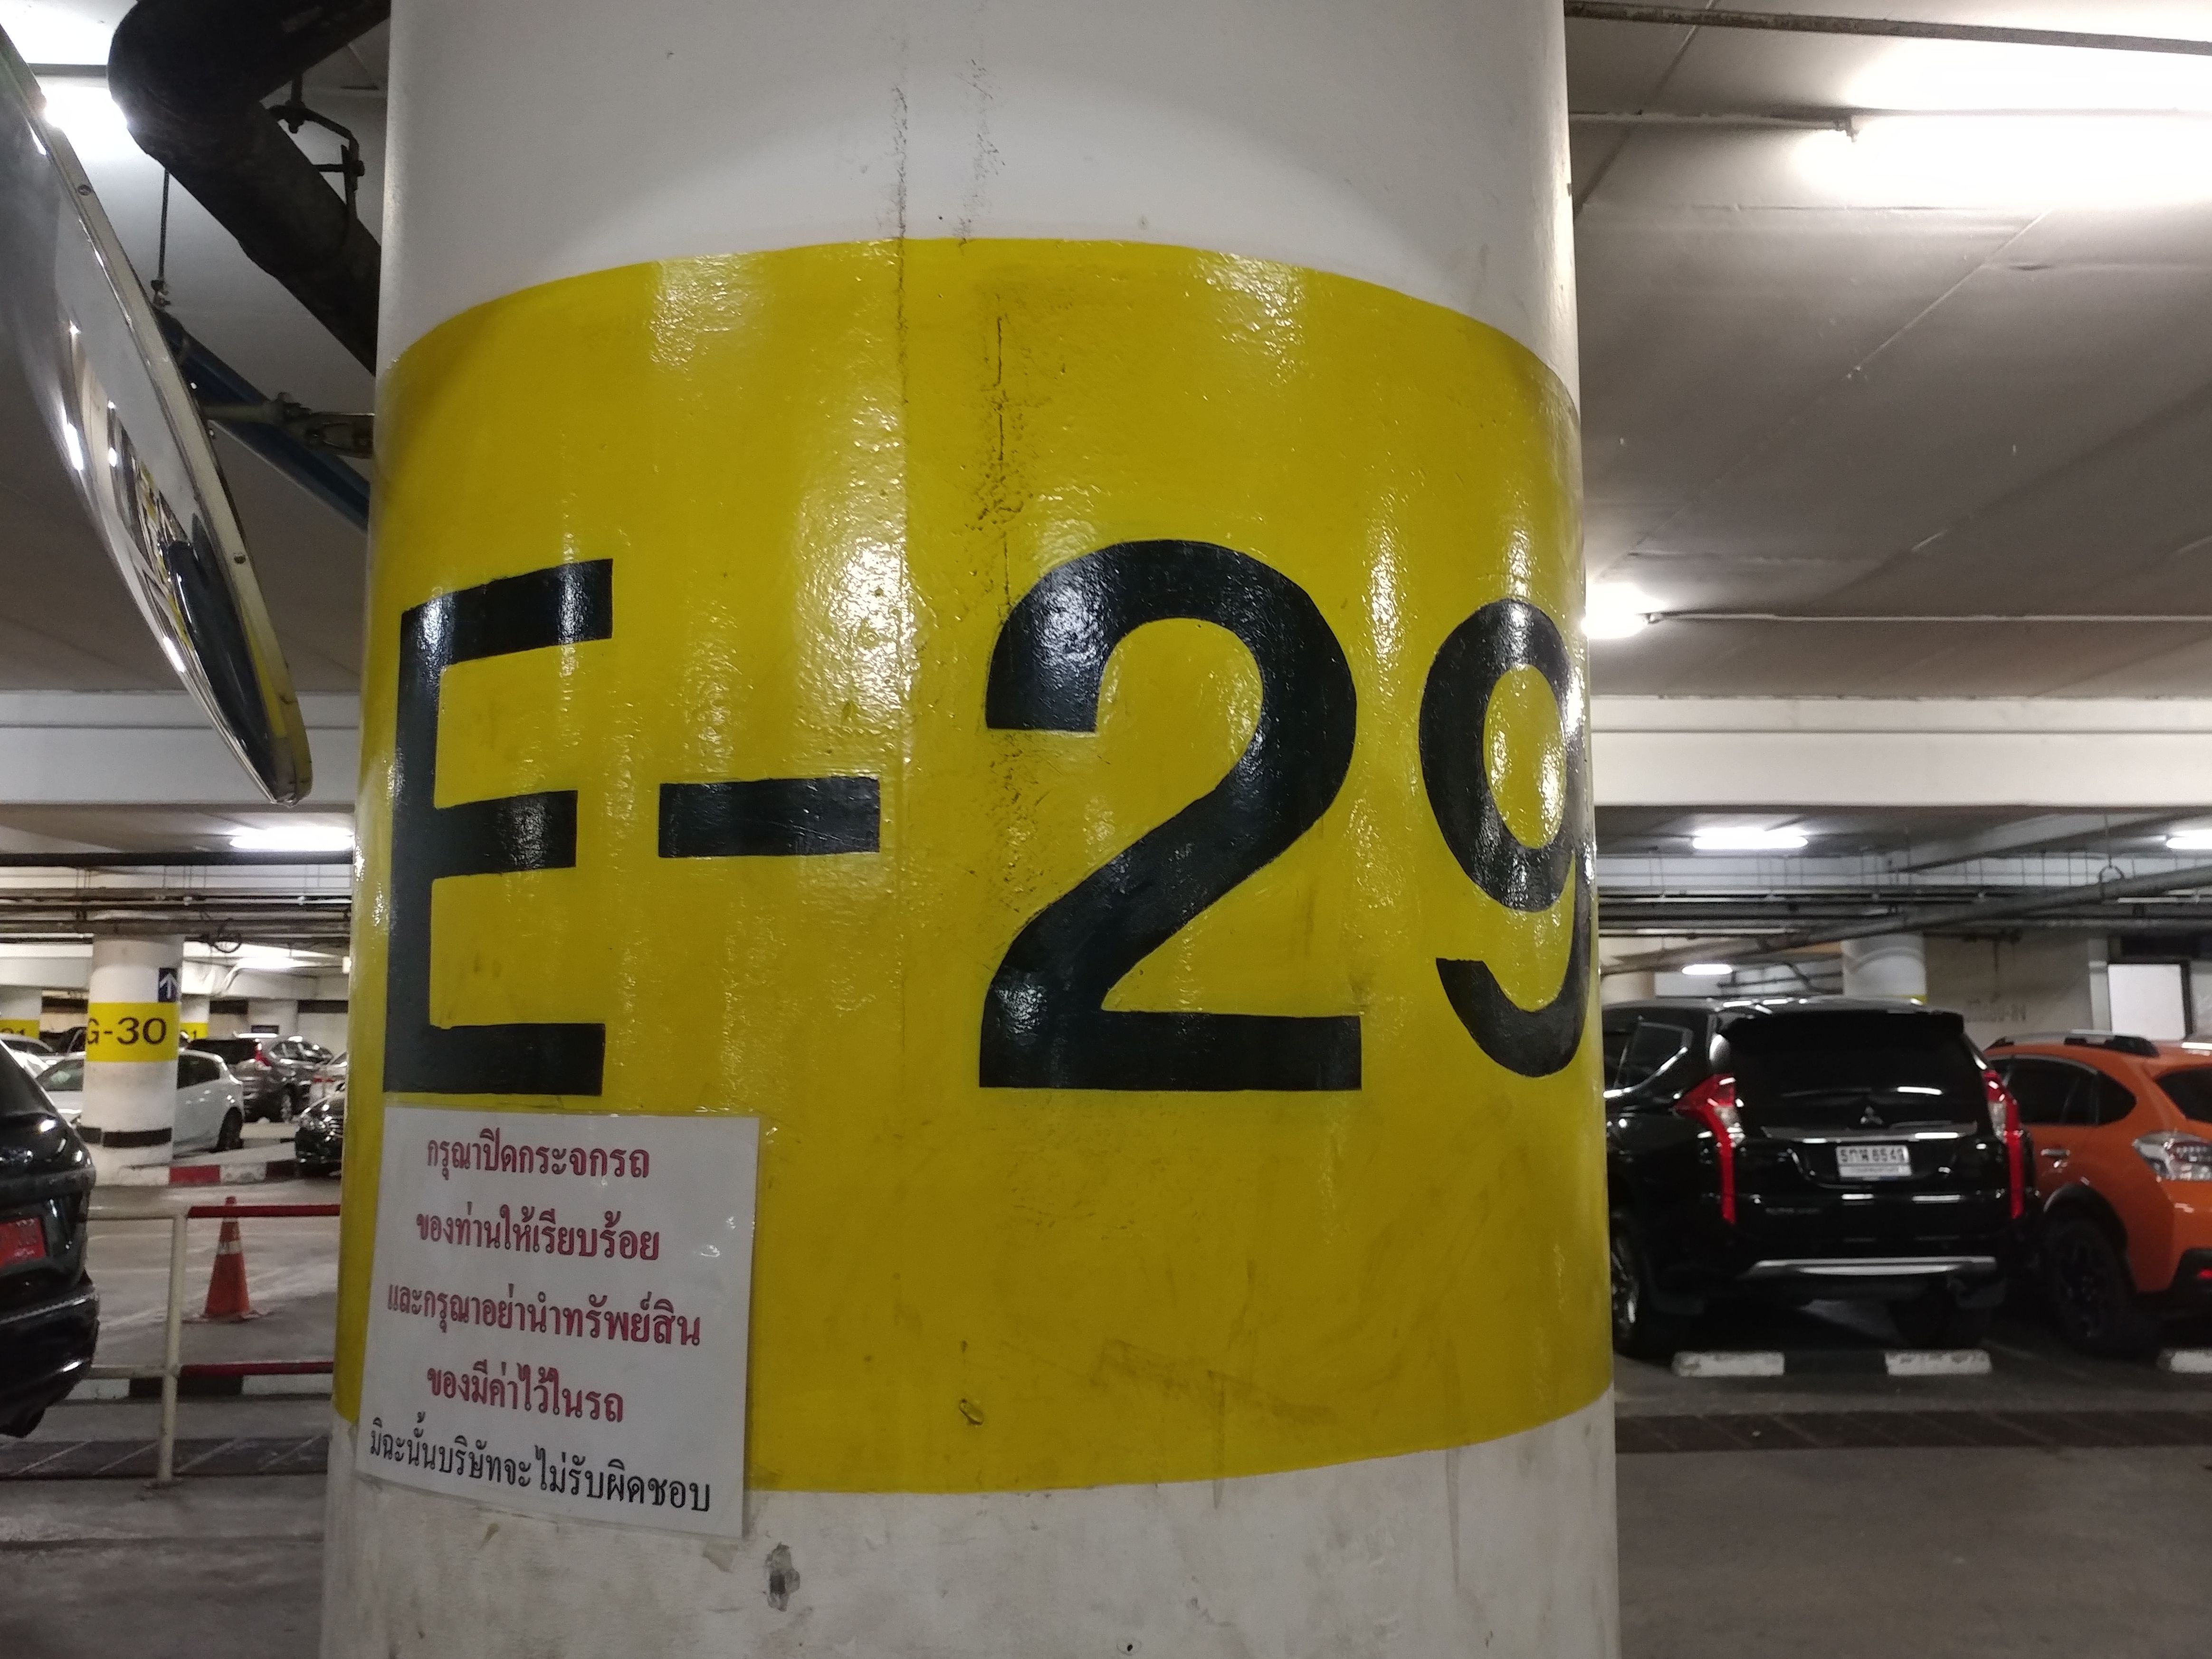 E-29
กรุณาปิดกระจกรถ
ของท่านให้เรียบร้อย
และกรุณาอย่านำทรัพย์สิน
ของมีค่าไว้ในรถ
มิฉะนั้นบริษัทจะไม่รับผิดชอบ
G-30